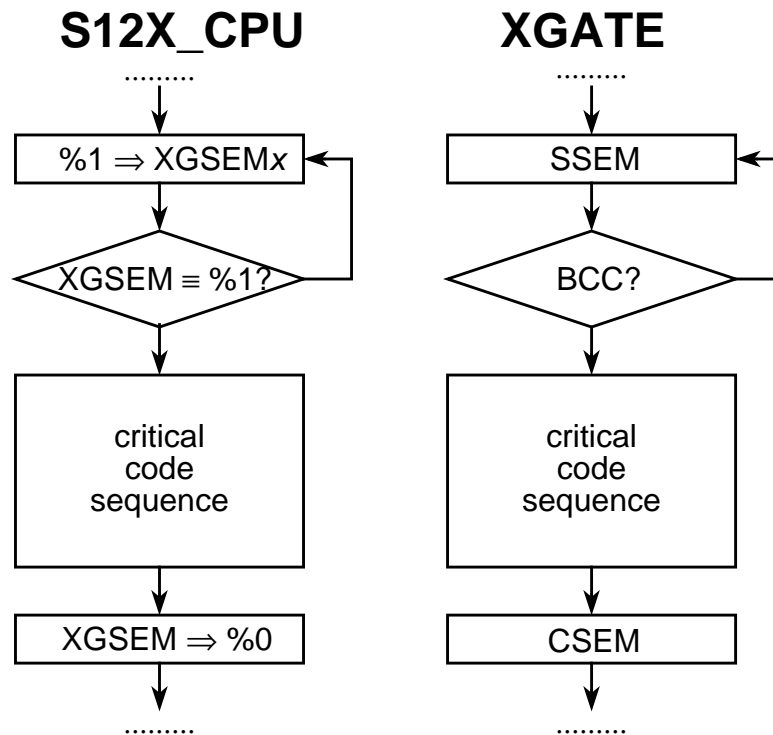 S12X_CPU
.........
%1 ⇒ XGSEMx
XGSEM ≡ %1?
critical
code
sequence
XGSEM ⇒ %0
.........
XGATE
.........
SSEM
BCC?
critical
code
sequence
CSEM
.........